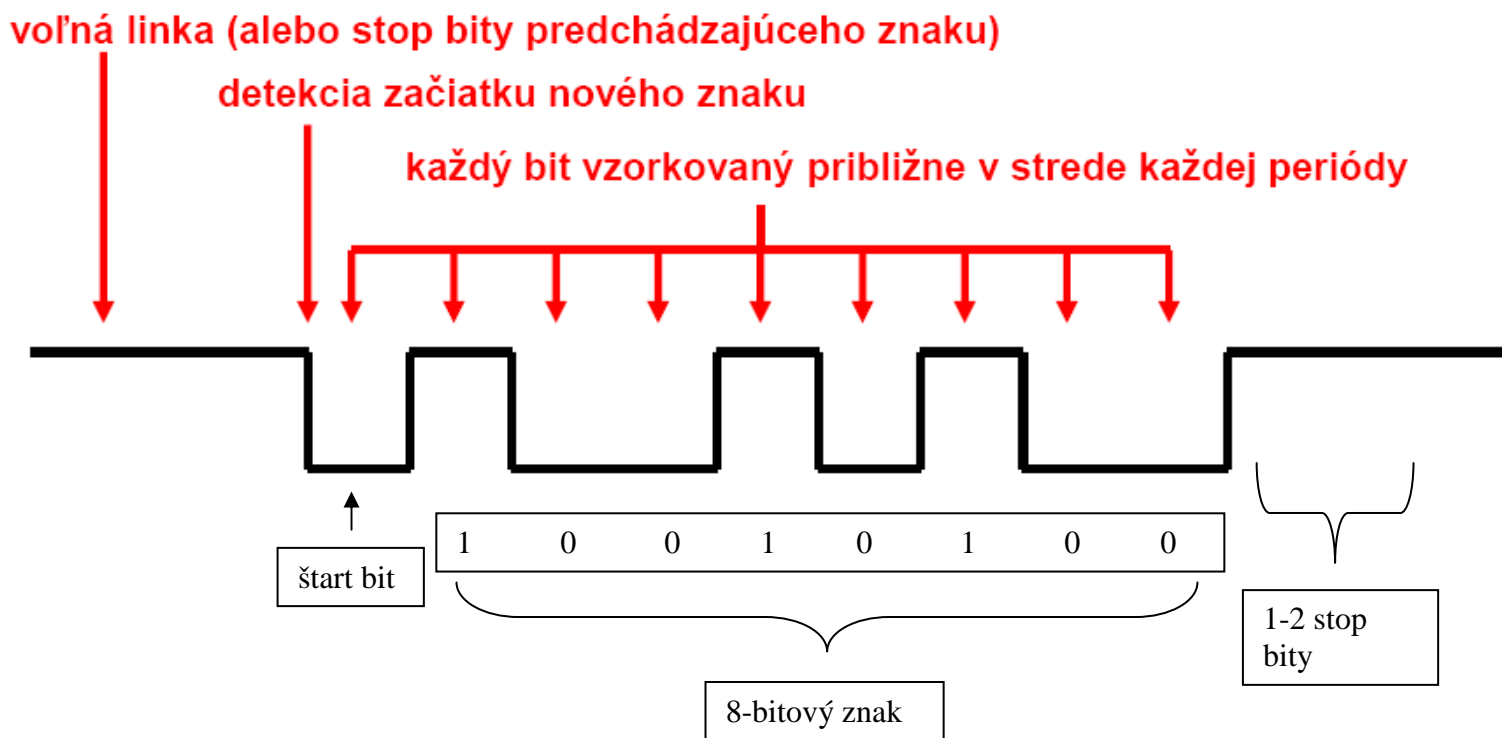 voľná linka (alebo stop bity predchádzajúceho znaku)
detekcia začiatku nového znaku
každý bit vzorkovaný približne v strede každej periódy
1 0 0 1 0 1 0 0
štart bit
1-2 stop
bity
8-bitový znak